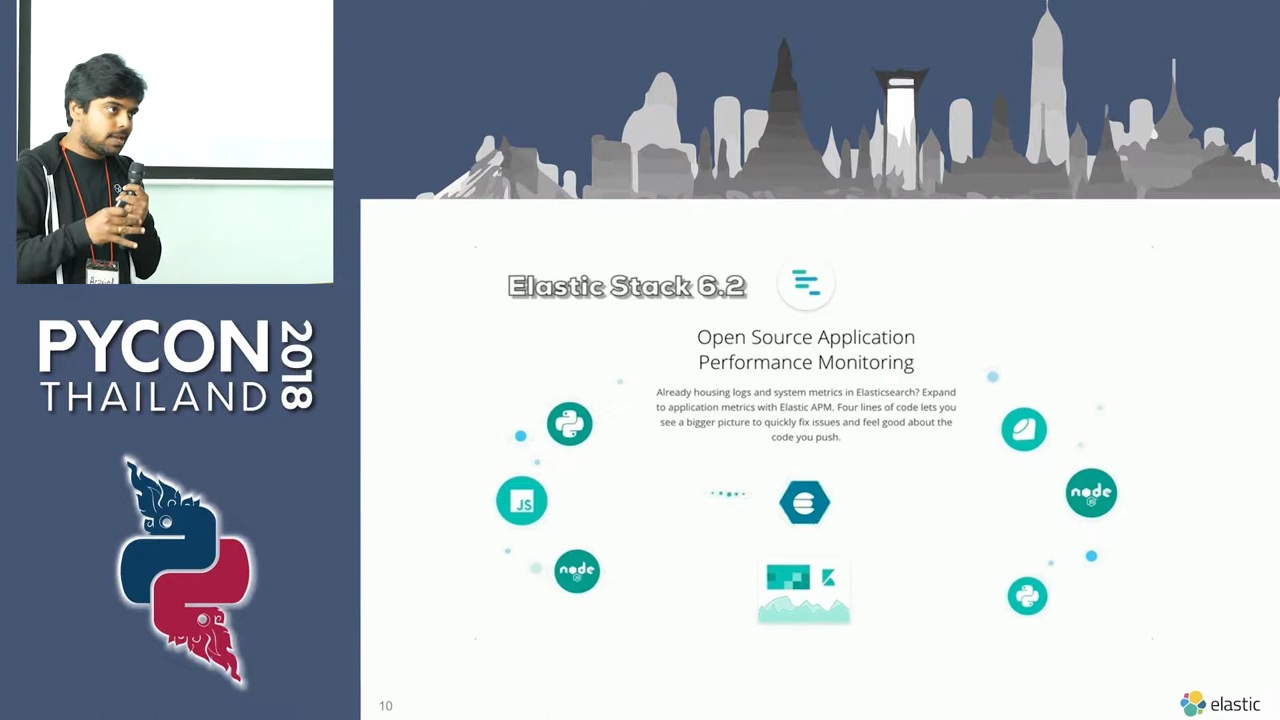 PYCON
THAILAND
2018
Elastic Stack 6.2
Open Source Application
Performance Monitoring
Already housing logs and system metrics in Elasticsearch? Expand
to application metrics with Elastic APM. Four lines of code lets you
see a bigger picture to quickly fix issues and feel good about the
code you push.
JS
node
JS
node
JS
10
elastic